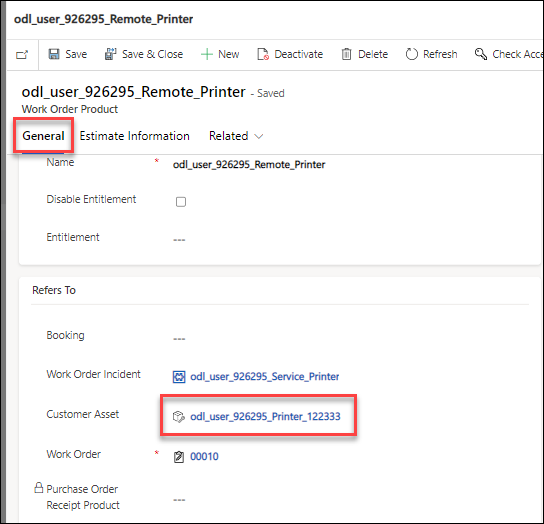 odl_user_926295_Remote_Printer
Save Save & Close New Deactivate Delete Refresh Check Acce
odl_user_926295_Remote_Printer - Saved
Work Order Product
General Estimate Information Related
Name * odl_user_926295_Remote_Printer
Disable Entitlement
Entitlement ---
Refers To
Booking ---
Work Order Incident odl_user_926295_Service_Printer
Customer Asset odl_user_926295_Printer_122333
Work Order * 00010
Purchase Order
Receipt Product ---